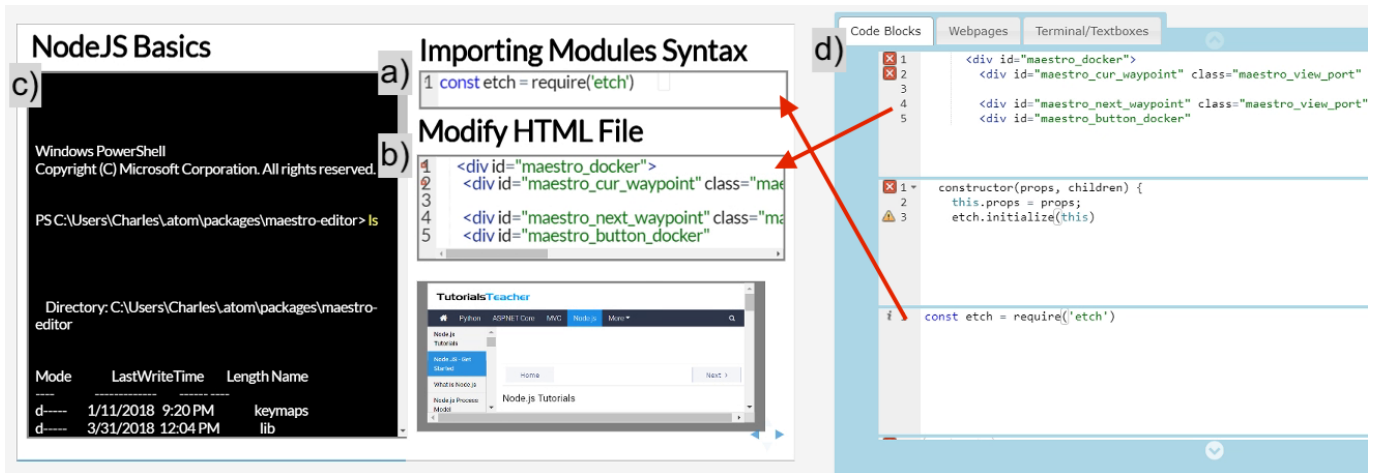 NodeJS Basics
c)
Windows PowerShell
Copyright (C) Microsoft Corporation. All rights reserved.
PS C:\Users\Charles\.atom\packages\maestro-editor> ls
Directory: C:\Users\Charles\.atom\packages\maestro-
editor
Mode LastWriteTime Length Name
---- ------------- ------ ----
d----- 1/11/2018 9:20 PM keymaps
d----- 3/31/2018 12:04 PM lib
Importing Modules Syntax
a)
1 const etch = require('etch')
Modify HTML File
b)
1 <div id="maestro_docker">
2 <div id="maestro_cur_waypoint" class="mae
3
4 <div id="maestro_next_waypoint" class="ma
5 <div id="maestro_button_docker"
TutorialsTeacher
Python ASP.NET Core MVC Node.js More
Node.js
Tutorials
Node JS - Get
Started
What is Node.js
Node.js Process
Model
Home Next >
Node.js Tutorials
d)
Code Blocks Webpages Terminal/Textboxes
1 <div id="maestro_docker">
2 <div id="maestro_cur_waypoint" class="maestro_view_port"
3
4 <div id="maestro_next_waypoint" class="maestro_view_port"
5 <div id="maestro_button_docker"
1 constructor(props, children) {
2 this.props = props;
3 etch.initialize(this)
i const etch = require('etch')